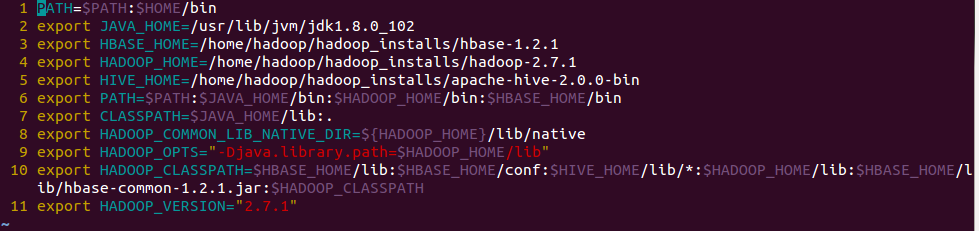 1 PATH=$PATH:$HOME/bin
2 export JAVA_HOME=/usr/lib/jvm/jdk1.8.0_102
3 export HBASE_HOME=/home/hadoop/hadoop_installs/hbase-1.2.1
4 export HADOOP_HOME=/home/hadoop/hadoop_installs/hadoop-2.7.1
5 export HIVE_HOME=/home/hadoop/hadoop_installs/apache-hive-2.0.0-bin
6 export PATH=$PATH:$JAVA_HOME/bin:$HADOOP_HOME/bin:$HBASE_HOME/bin
7 export CLASSPATH=$JAVA_HOME/lib:.
8 export HADOOP_COMMON_LIB_NATIVE_DIR=${HADOOP_HOME}/lib/native
9 export HADOOP_OPTS="-Djava.library.path=$HADOOP_HOME/lib"
10 export HADOOP_CLASSPATH=$HBASE_HOME/lib:$HBASE_HOME/conf:$HIVE_HOME/lib/*:$HADOOP_HOME/lib:$HBASE_HOME/l
ib/hbase-common-1.2.1.jar:$HADOOP_CLASSPATH
11 export HADOOP_VERSION="2.7.1"
~